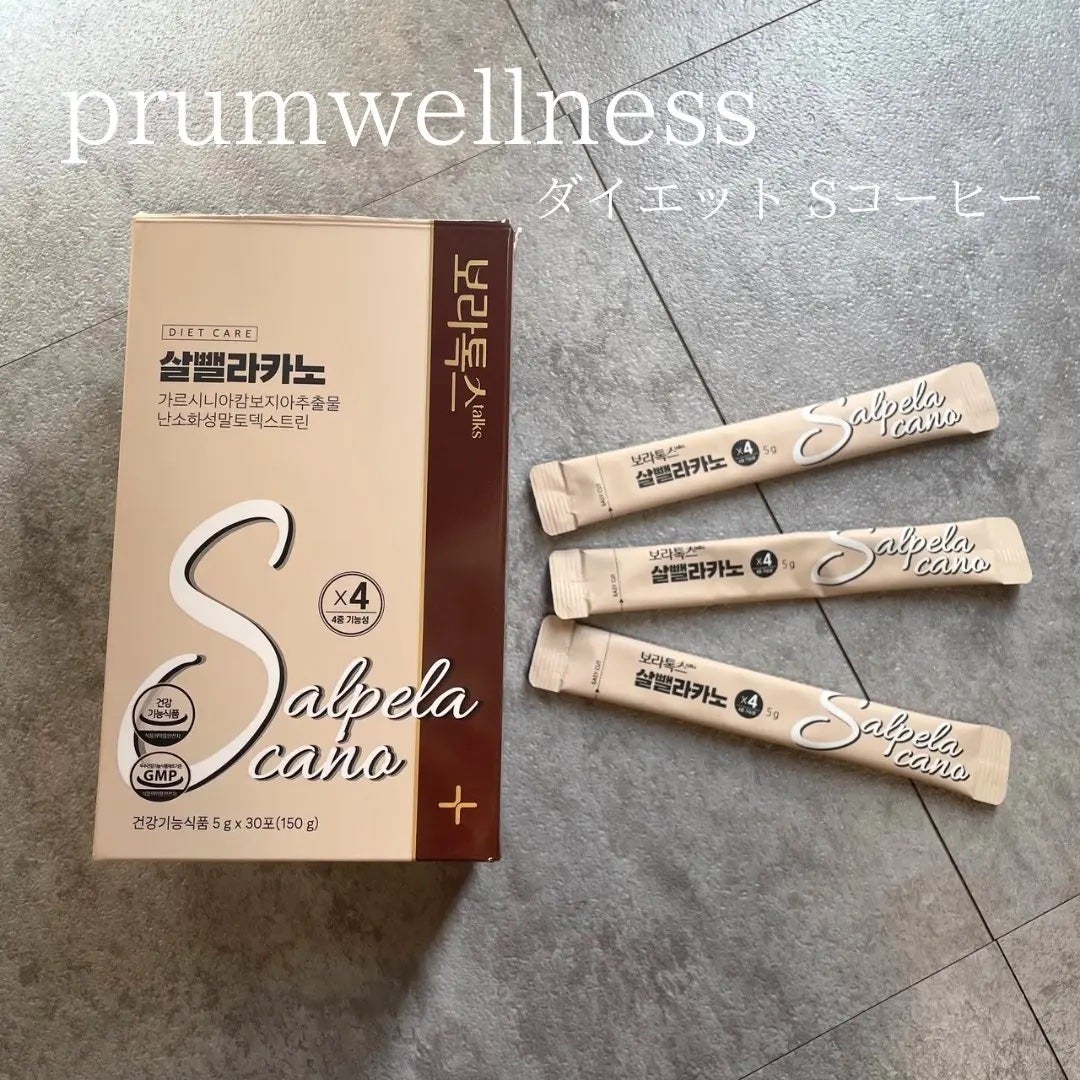 prumwellness
ダイエット Sコーヒー
보라톡스talks
DIET CARE
살뺄라카노
가르시니아캄보지아추출물
난소화성말토덱스트린
X4
4중 기능성
Salpela
cano
건강
기능식품
GMP
건강기능식품 5 g x 30포(150 g)
EASY CUT
보라톡스talks
살뺄라카노
X4
5g
Salpela
cano
EASY CUT
보라톡스talks
살뺄라카노
X4
5g
Salpela
cano
EASY CUT
보라톡스talks
살뺄라카노
X4
5g
Salpela
cano